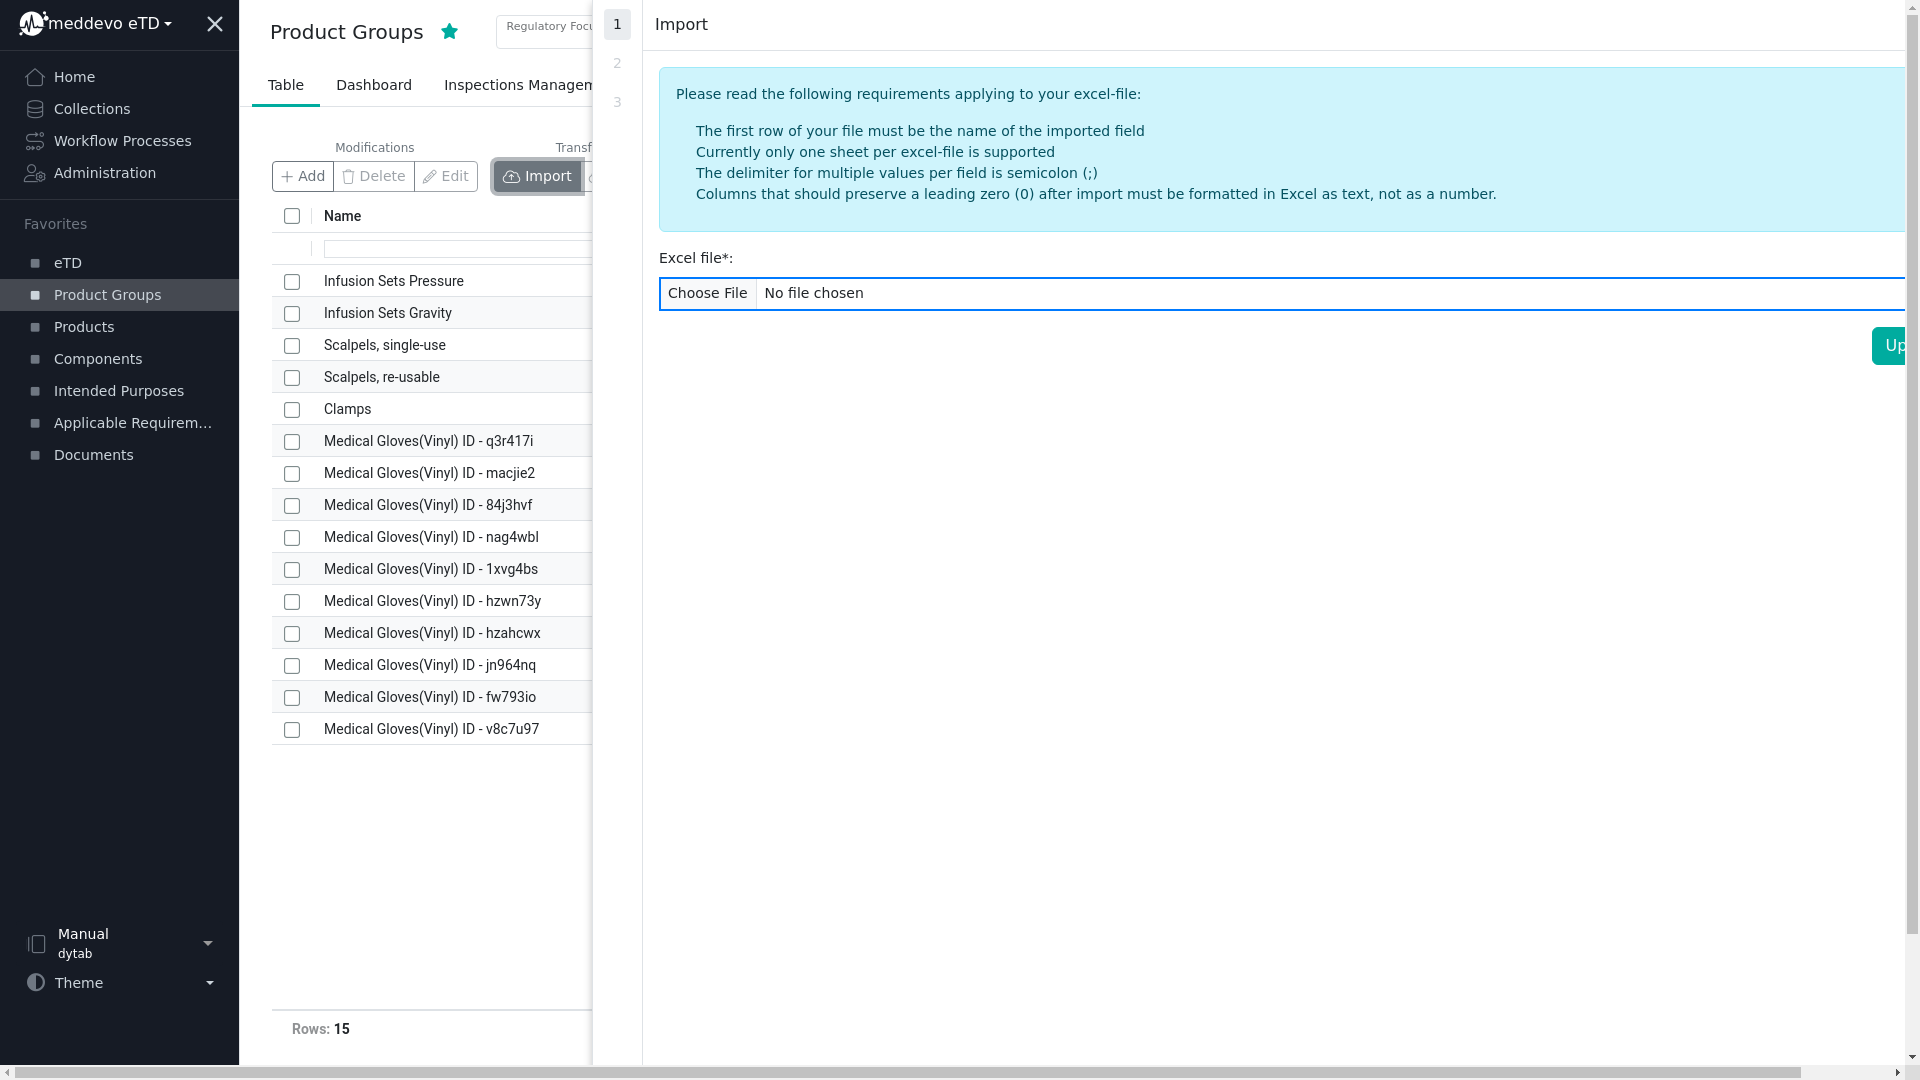 meddevo eTD
Home
Collections
Workflow Processes
Administration
Favorites
eTD
Product Groups
Products
Components
Intended Purposes
Applicable Requirem...
Documents
Manual
dytab
Theme
Product Groups
Regulatory Focu
Table
Dashboard
Inspections Managem
Modifications
Transf
Add
Delete
Edit
Import
Name
Infusion Sets Pressure
Infusion Sets Gravity
Scalpels, single-use
Scalpels, re-usable
Clamps
Medical Gloves(Vinyl) ID - q3r417i
Medical Gloves(Vinyl) ID - macjie2
Medical Gloves(Vinyl) ID - 84j3hvf
Medical Gloves(Vinyl) ID - nag4wbl
Medical Gloves(Vinyl) ID - 1xvg4bs
Medical Gloves(Vinyl) ID - hzwn73y
Medical Gloves(Vinyl) ID - hzahcwx
Medical Gloves(Vinyl) ID - jn964nq
Medical Gloves(Vinyl) ID - fw793io
Medical Gloves(Vinyl) ID - v8c7u97
Rows: 15
1
2
3
Import
Please read the following requirements applying to your excel-file:
The first row of your file must be the name of the imported field
Currently only one sheet per excel-file is supported
The delimiter for multiple values per field is semicolon (;)
Columns that should preserve a leading zero (0) after import must be formatted in Excel as text, not as a number.
Excel file*:
Choose File
No file chosen
Up